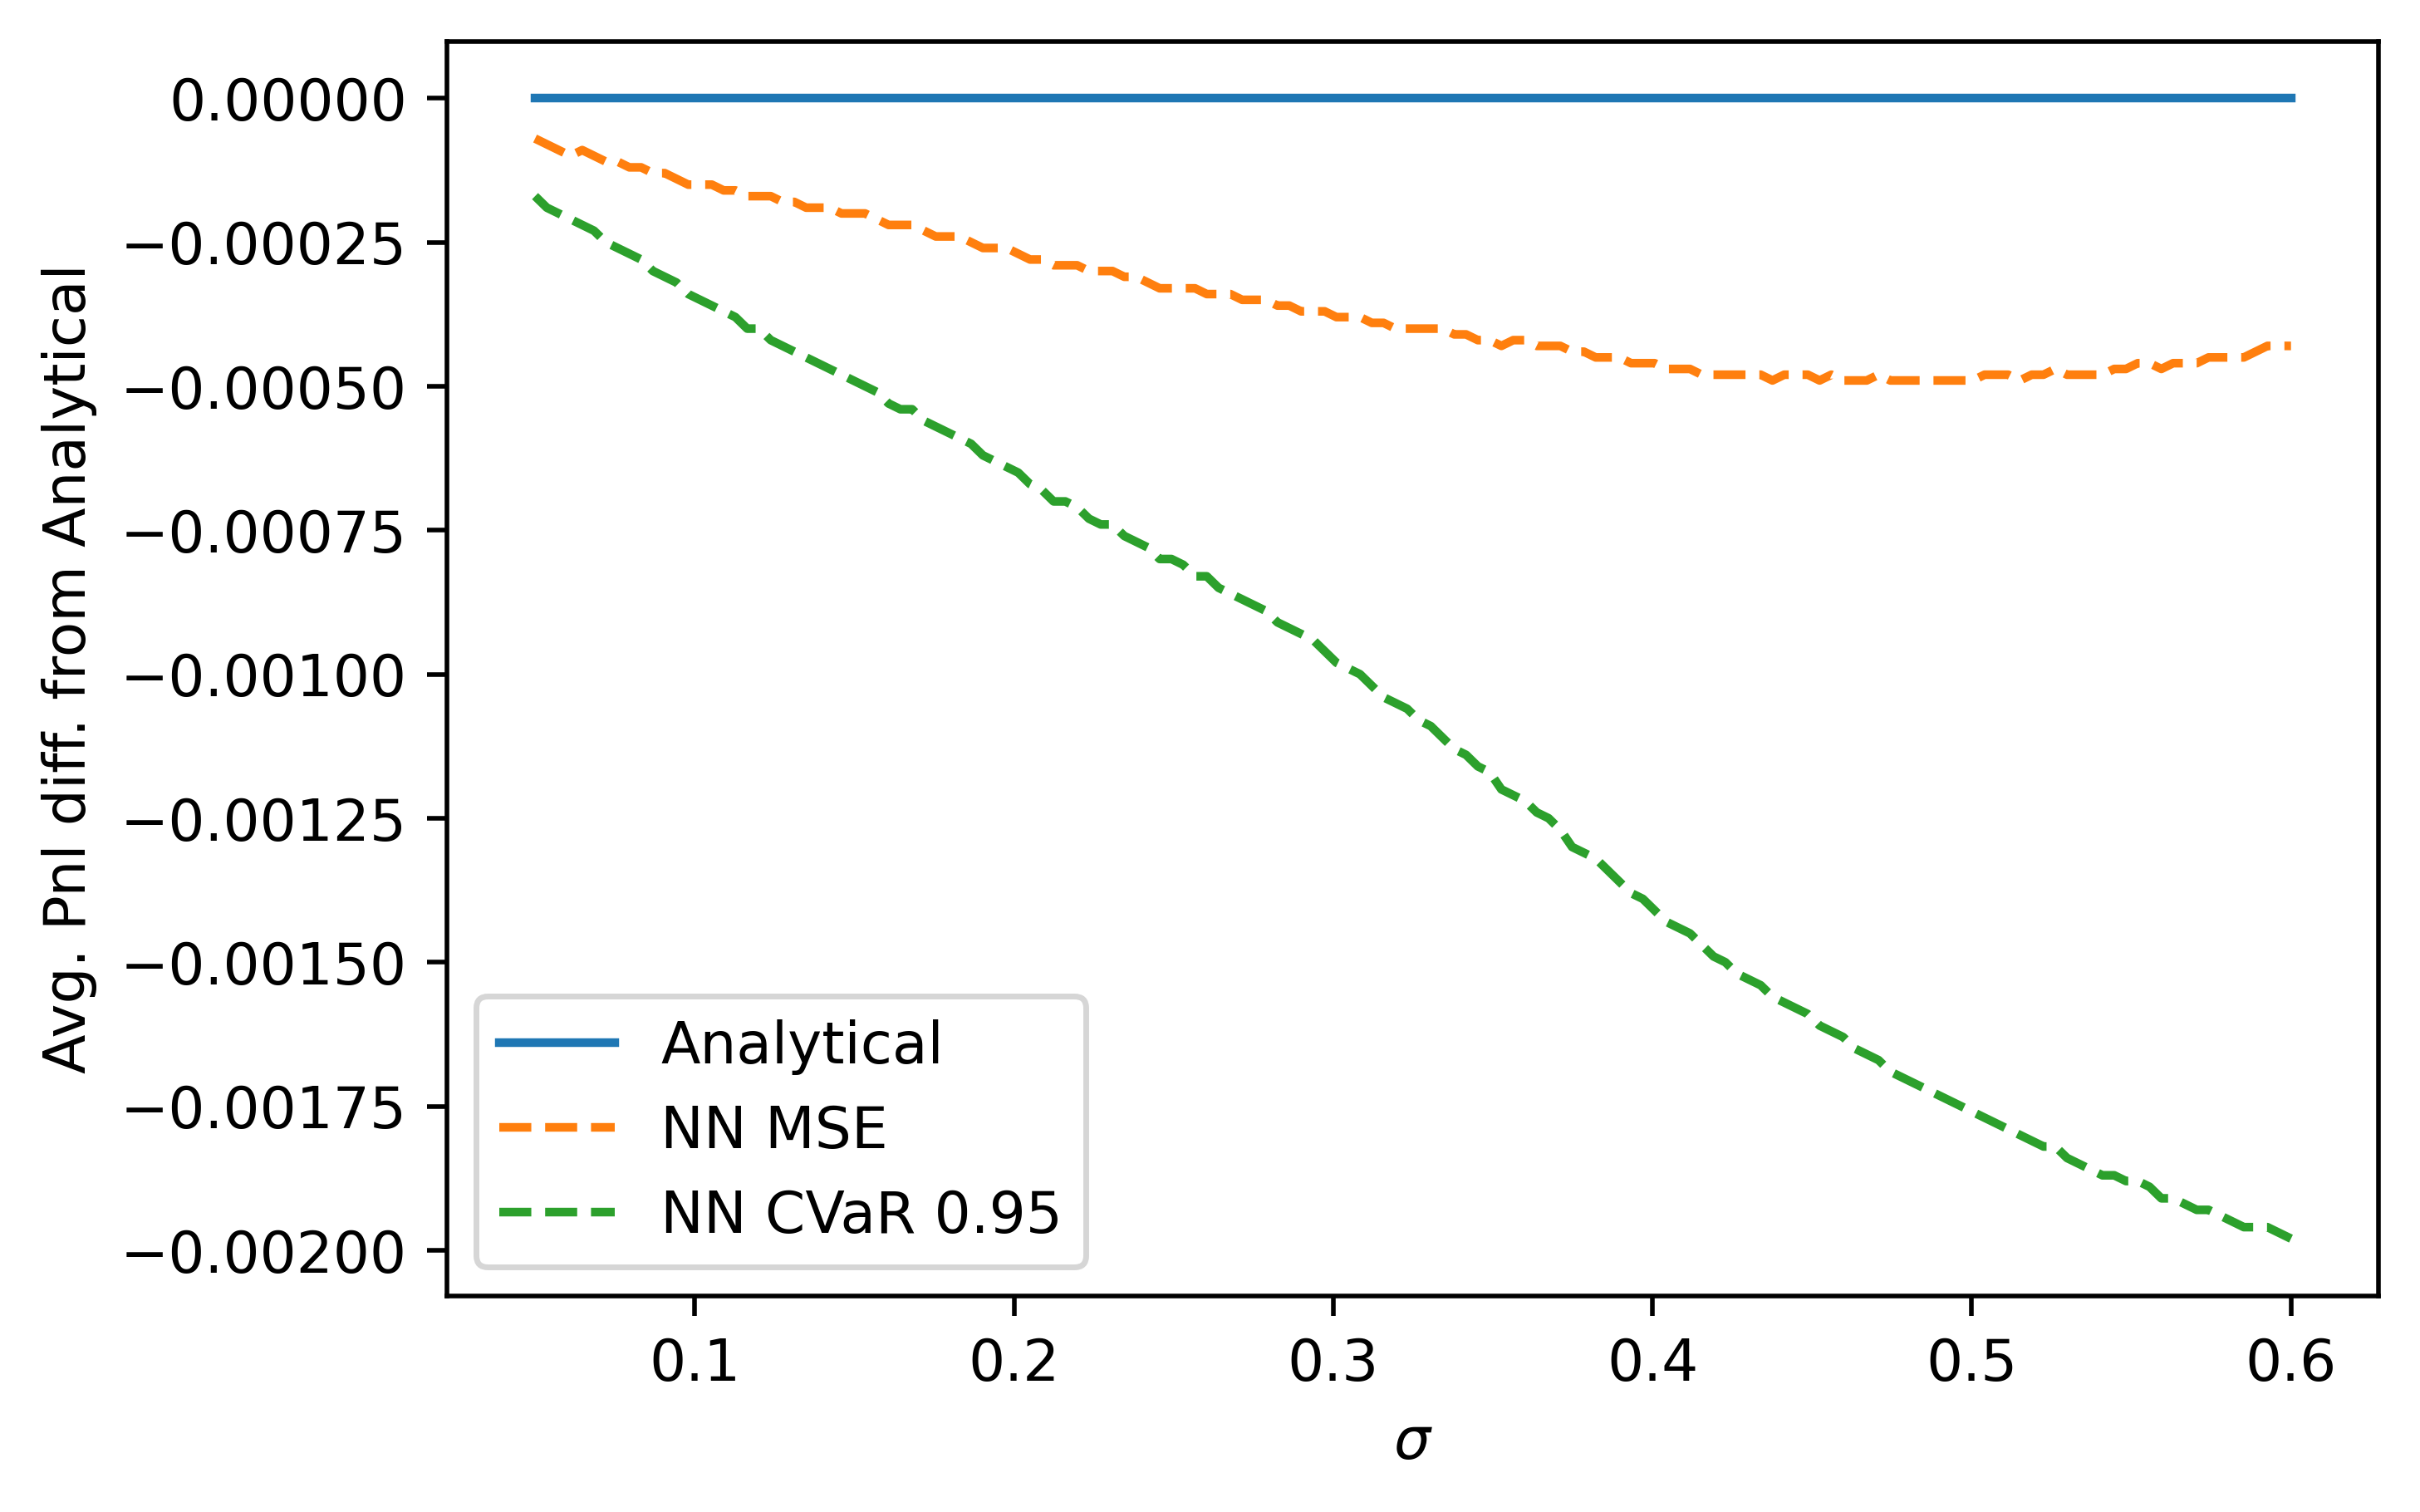 0.00000
−0.00025
−0.00050
−0.00075
−0.00100
−0.00125
−0.00150
−0.00175
−0.00200
Avg. Pnl diff. from Analytical
Analytical
NN MSE
NN CVaR 0.95
0.1 0.2 0.3 0.4 0.5 0.6
σ